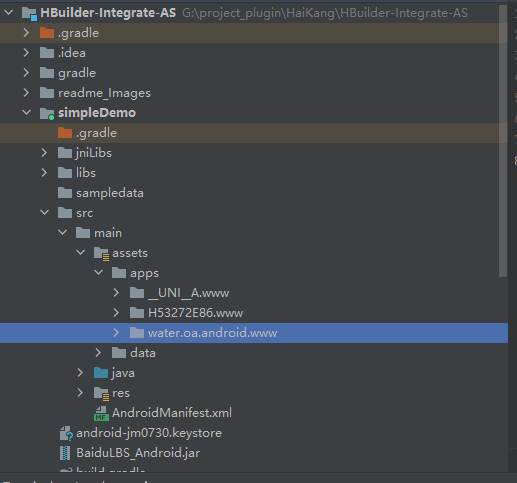 HBuilder-Integrate-AS G:\project_plugin\HaiKang\HBuilder-Integrate-AS
.gradle
.idea
gradle
readme_Images
simpleDemo
.gradle
jniLibs
libs
sampledata
src
main
assets
apps
__UNI__A.www
H53272E86.www
water.oa.android.www
data
java
res
AndroidManifest.xml
android-jm0730.keystore
BaiduLBS_Android.jar
build.gradle